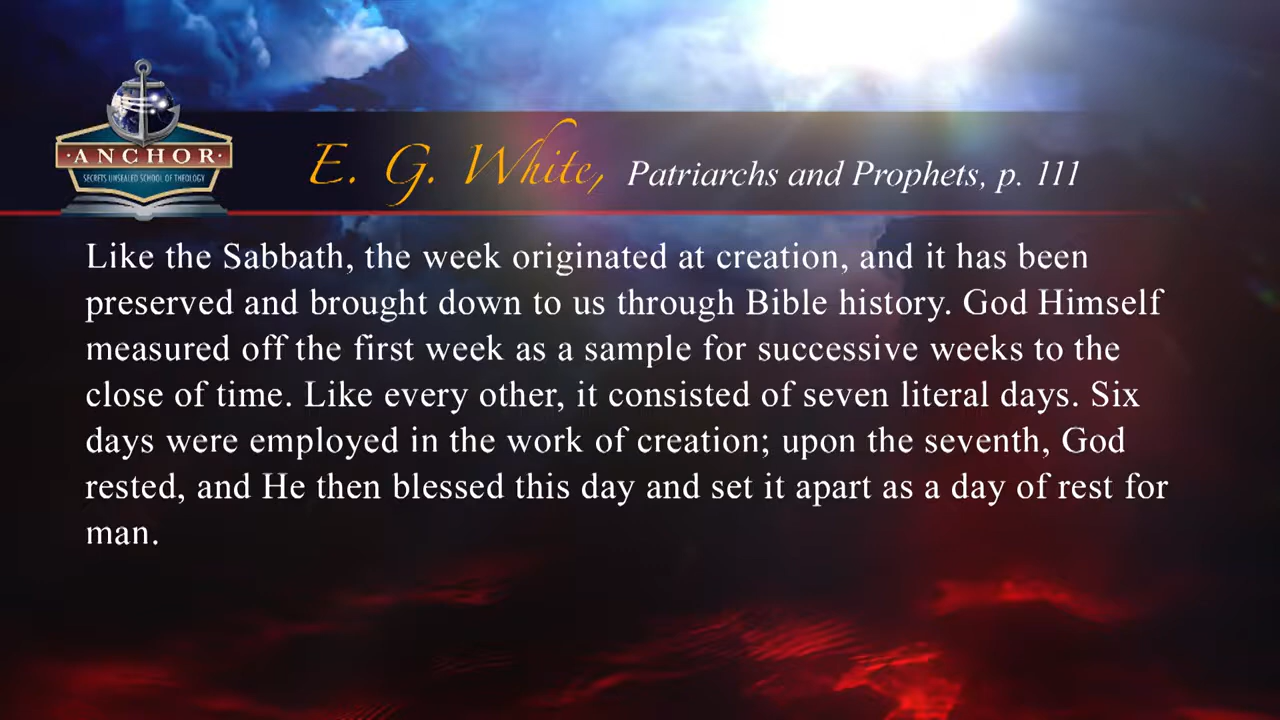 ANCHOR
SECRETS UNSEALED SCHOOL OF THEOLOGY
E. G. White, Patriarchs and Prophets, p. 111
Like the Sabbath, the week originated at creation, and it has been
preserved and brought down to us through Bible history. God Himself
measured off the first week as a sample for successive weeks to the
close of time. Like every other, it consisted of seven literal days. Six
days were employed in the work of creation; upon the seventh, God
rested, and He then blessed this day and set it apart as a day of rest for
man.